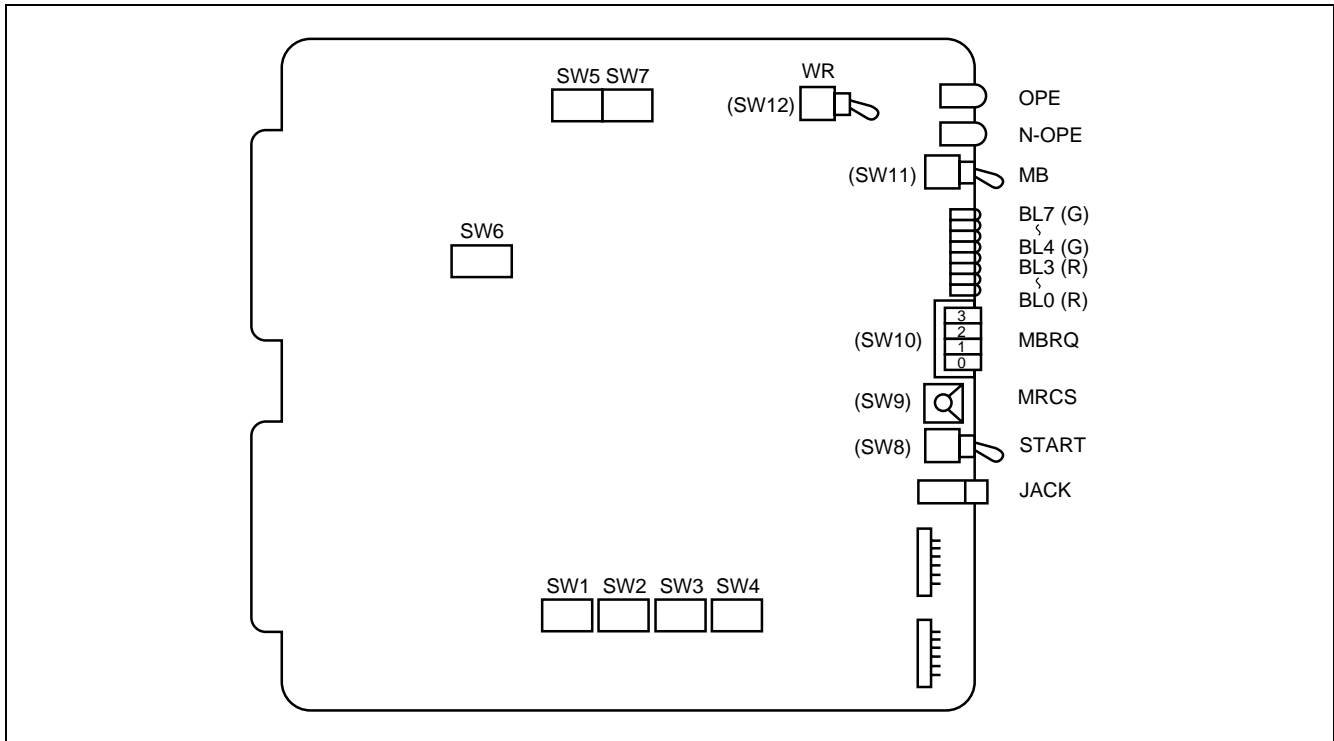 SW5 SW7
WR
(SW12)
OPE
N-OPE
(SW11)
MB
BL7 (G)
BL4 (G)
BL3 (R)
BL0 (R)
SW6
3
2
1
0
(SW10)
MBRQ
(SW9)
MRCS
(SW8)
START
JACK
SW1 SW2 SW3 SW4